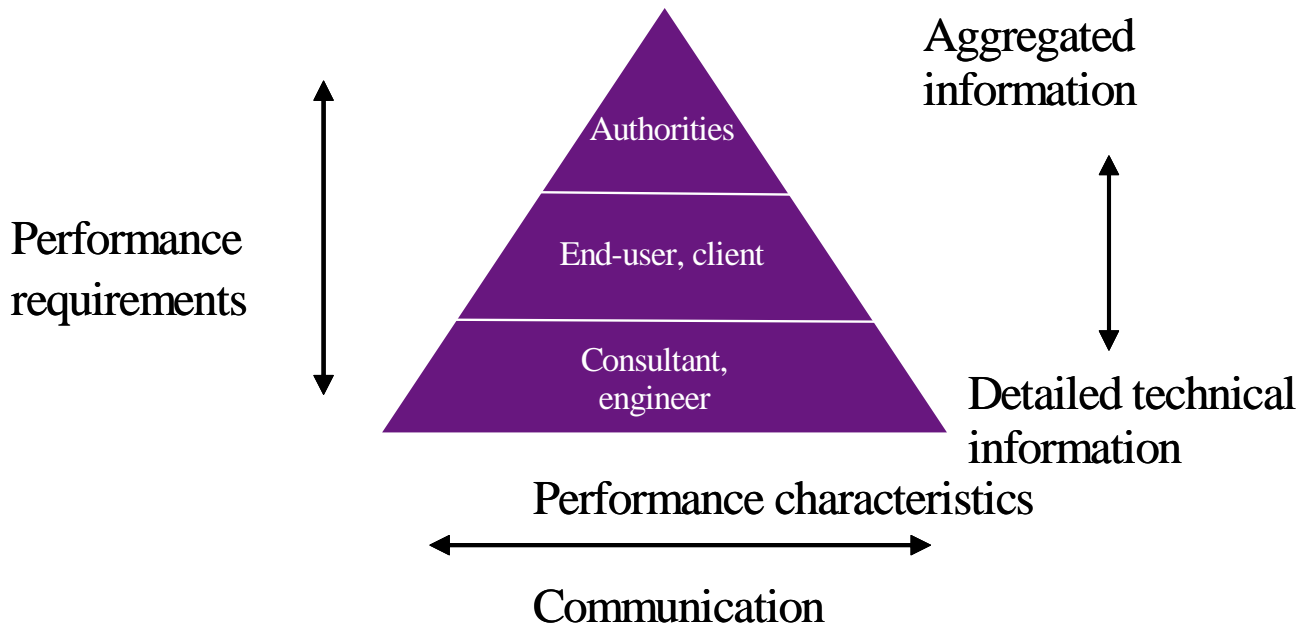 Aggregated
information
Authorities
Performance
requirements
End-user, client
Consultant,
engineer
Detailed technical
information
Performance characteristics
Communication